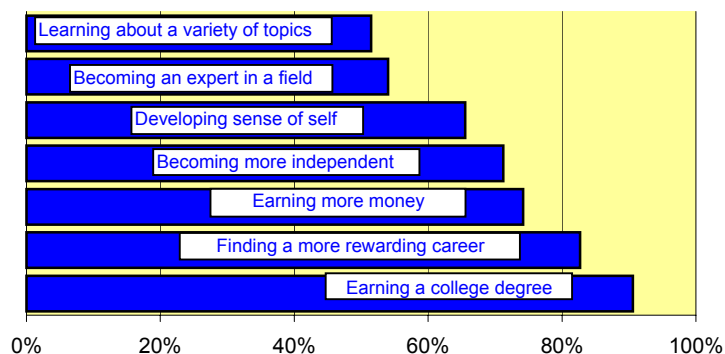 Learning about a variety of topics
Becoming an expert in a field
Developing sense of self
Becoming more independent
Earning more money
Finding a more rewarding career
Earning a college degree
0% 20% 40% 60% 80% 100%